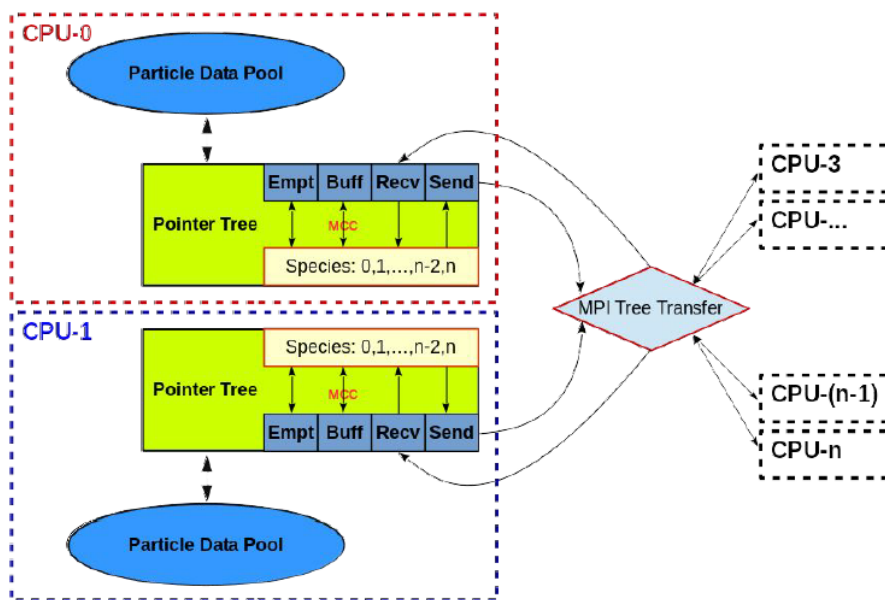 CPU-0
Particle Data Pool
Empt Buff Recv Send
Pointer Tree
MCC
Species: 0,1,...,n-2,n
CPU-1
Species: 0,1,...,n-2,n
Pointer Tree
MCC
Empt Buff Recv Send
Particle Data Pool
MPI Tree Transfer
CPU-3
CPU-...
CPU-(n-1)
CPU-n